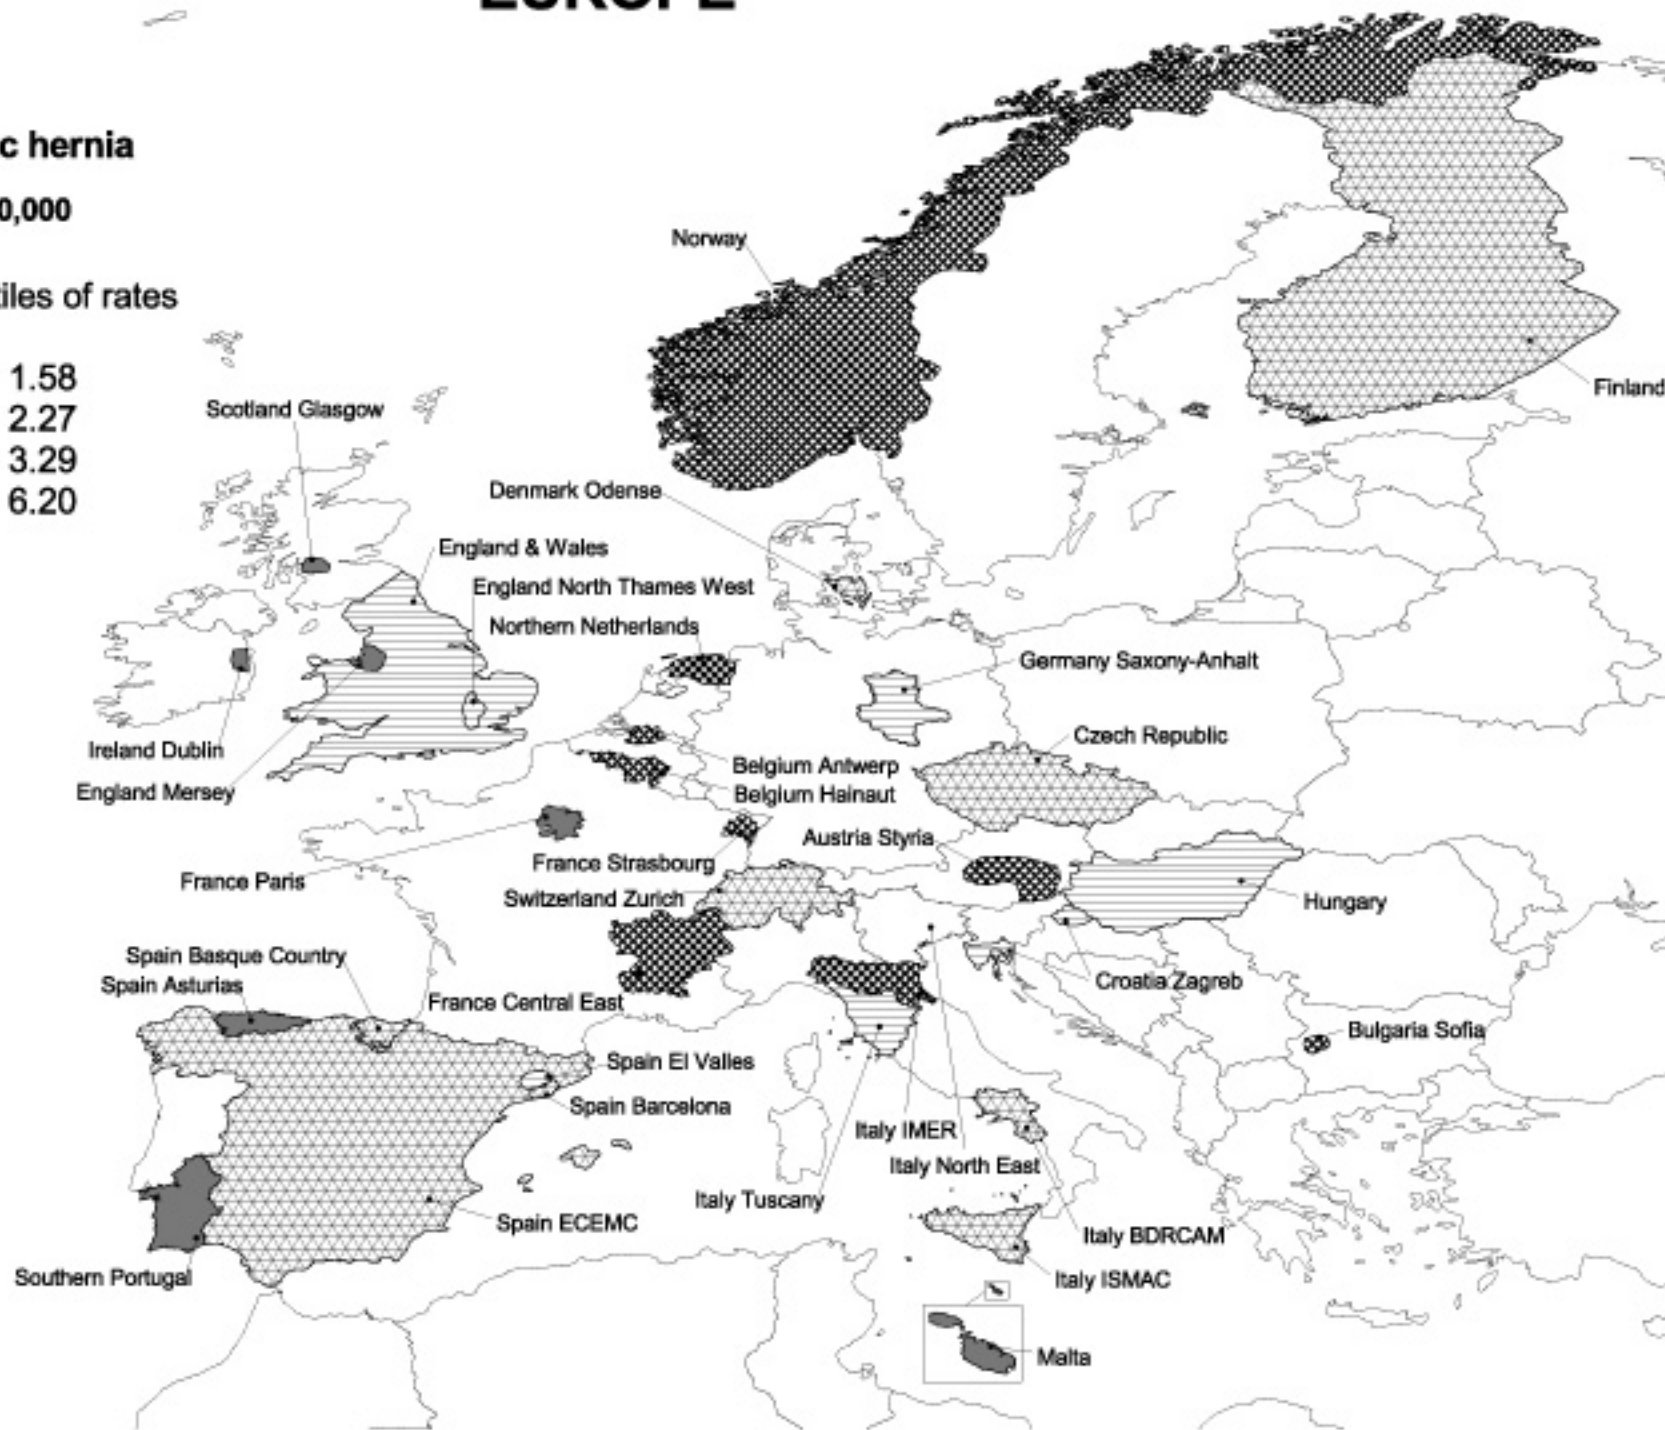 EUROPE
c hernia
0,000
tiles of rates
1.58
2.27
3.29
6.20
Norway
Finland
Scotland Glasgow
Denmark Odense
England & Wales
England North Thames West
Northern Netherlands
Germany Saxony-Anhalt
Ireland Dublin
Czech Republic
England Mersey
Belgium Antwerp
Belgium Hainaut
Austria Styria
France Strasbourg
France Paris
Switzerland Zurich
Hungary
Spain Basque Country
Spain Asturias
Croatia Zagreb
France Central East
Bulgaria Sofia
Spain El Valles
Spain Barcelona
Italy IMER
Italy North East
Italy Tuscany
Spain ECEMC
Italy BDRCAM
Southern Portugal
Italy ISMAC
Malta